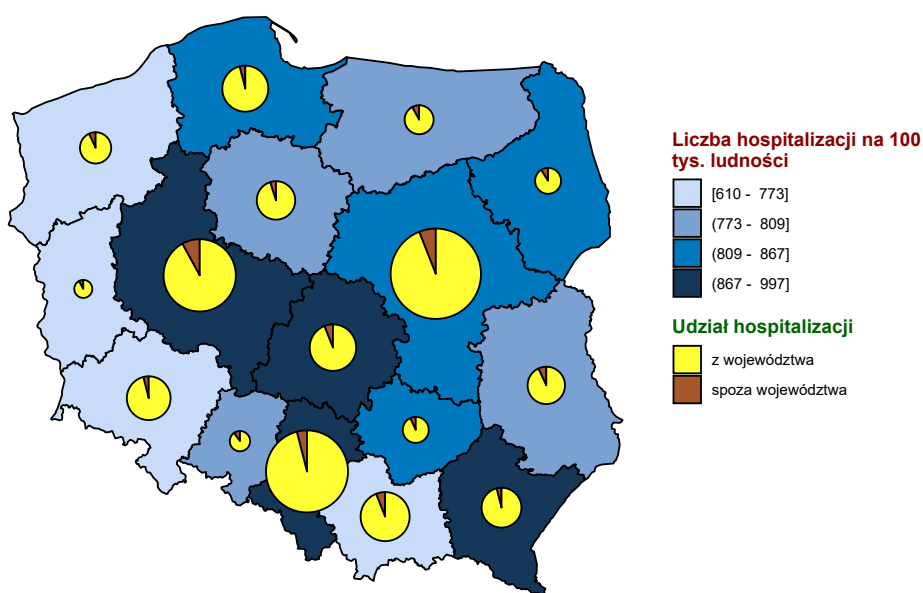 Liczba hospitalizacji na 100
tys. ludności
[610 - 773]
(773 - 809]
(809 - 867]
(867 - 997]
Udział hospitalizacji
z województwa
spoza województwa